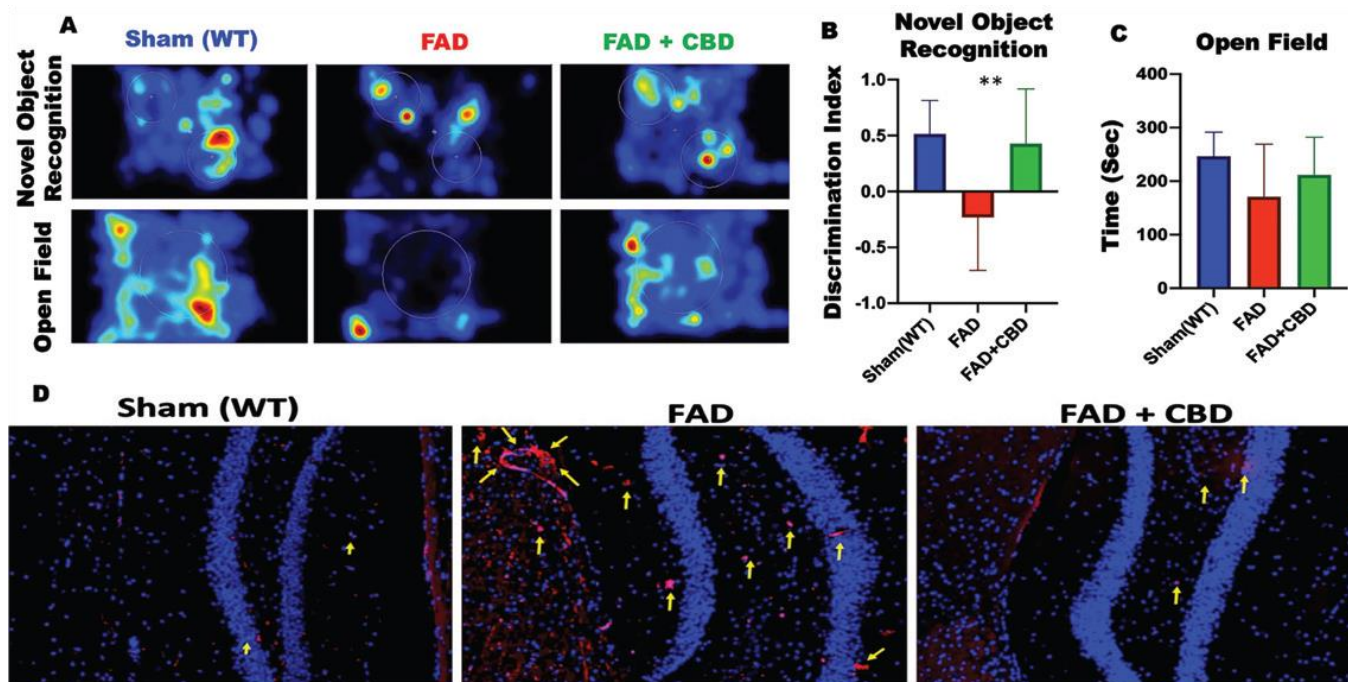 A
Sham (WT)
FAD
FAD + CBD
Novel Object
Recognition
Open Field
B
Novel Object
Recognition
Discrimination Index
1.0
0.5
0.0
-0.5
-1.0
**
Sham(WT)
FAD
FAD+CBD
C
Open Field
Time (Sec)
400
300
200
100
0
Sham(WT)
FAD
FAD+CBD
D
Sham (WT)
FAD
FAD + CBD